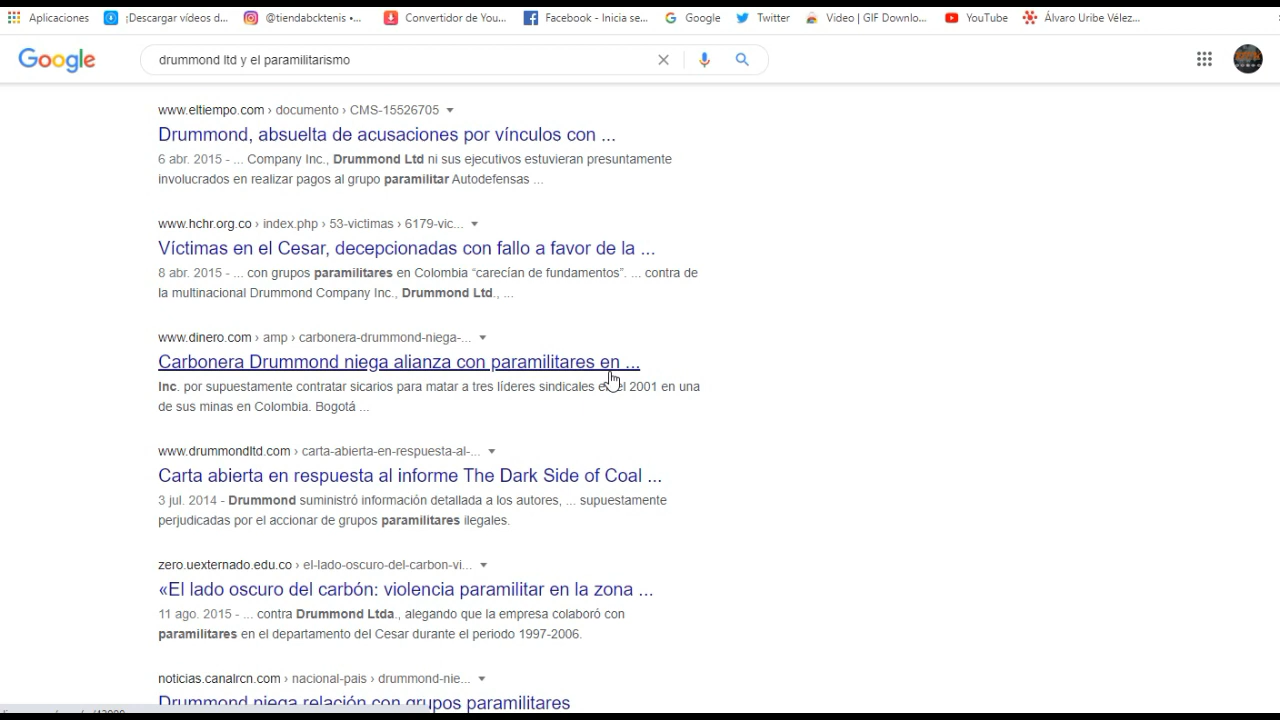 Aplicaciones ¡Descargar vídeos d... @tiendabcktenis •... Convertidor de You... Facebook - Inicia se... Google Twitter Video | GIF Downlo... YouTube Álvaro Uribe Vélez...
Google drummond ltd y el paramilitarismo
www.eltiempo.com › documento › CMS-15526705
Drummond, absuelta de acusaciones por vínculos con ...
6 abr. 2015 - ... Company Inc., Drummond Ltd ni sus ejecutivos estuvieran presuntamente
involucrados en realizar pagos al grupo paramilitar Autodefensas ...
www.hchr.org.co › index.php › 53-victimas › 6179-vic...
Víctimas en el Cesar, decepcionadas con fallo a favor de la ...
8 abr. 2015 - ... con grupos paramilitares en Colombia “carecían de fundamentos”. ... contra de
la multinacional Drummond Company Inc., Drummond Ltd., ...
www.dinero.com › amp › carbonera-drummond-niega-...
Carbonera Drummond niega alianza con paramilitares en ...
Inc. por supuestamente contratar sicarios para matar a tres líderes sindicales 2001 en una
de sus minas en Colombia. Bogotá ...
www.drummondltd.com › carta-abierta-en-respuesta-al-...
Carta abierta en respuesta al informe The Dark Side of Coal ...
3 jul. 2014 - Drummond suministró información detallada a los autores, ... supuestamente
perjudicadas por el accionar de grupos paramilitares ilegales.
zero.uexternado.edu.co › el-lado-oscuro-del-carbon-vi...
«El lado oscuro del carbón: violencia paramilitar en la zona ...
11 ago. 2015 - ... contra Drummond Ltda., alegando que la empresa colaboró con
paramilitares en el departamento del Cesar durante el periodo 1997-2006.
noticias.canalrcn.com › nacional-pais › drummond-nie...
Drummond niega relación con grupos paramilitares